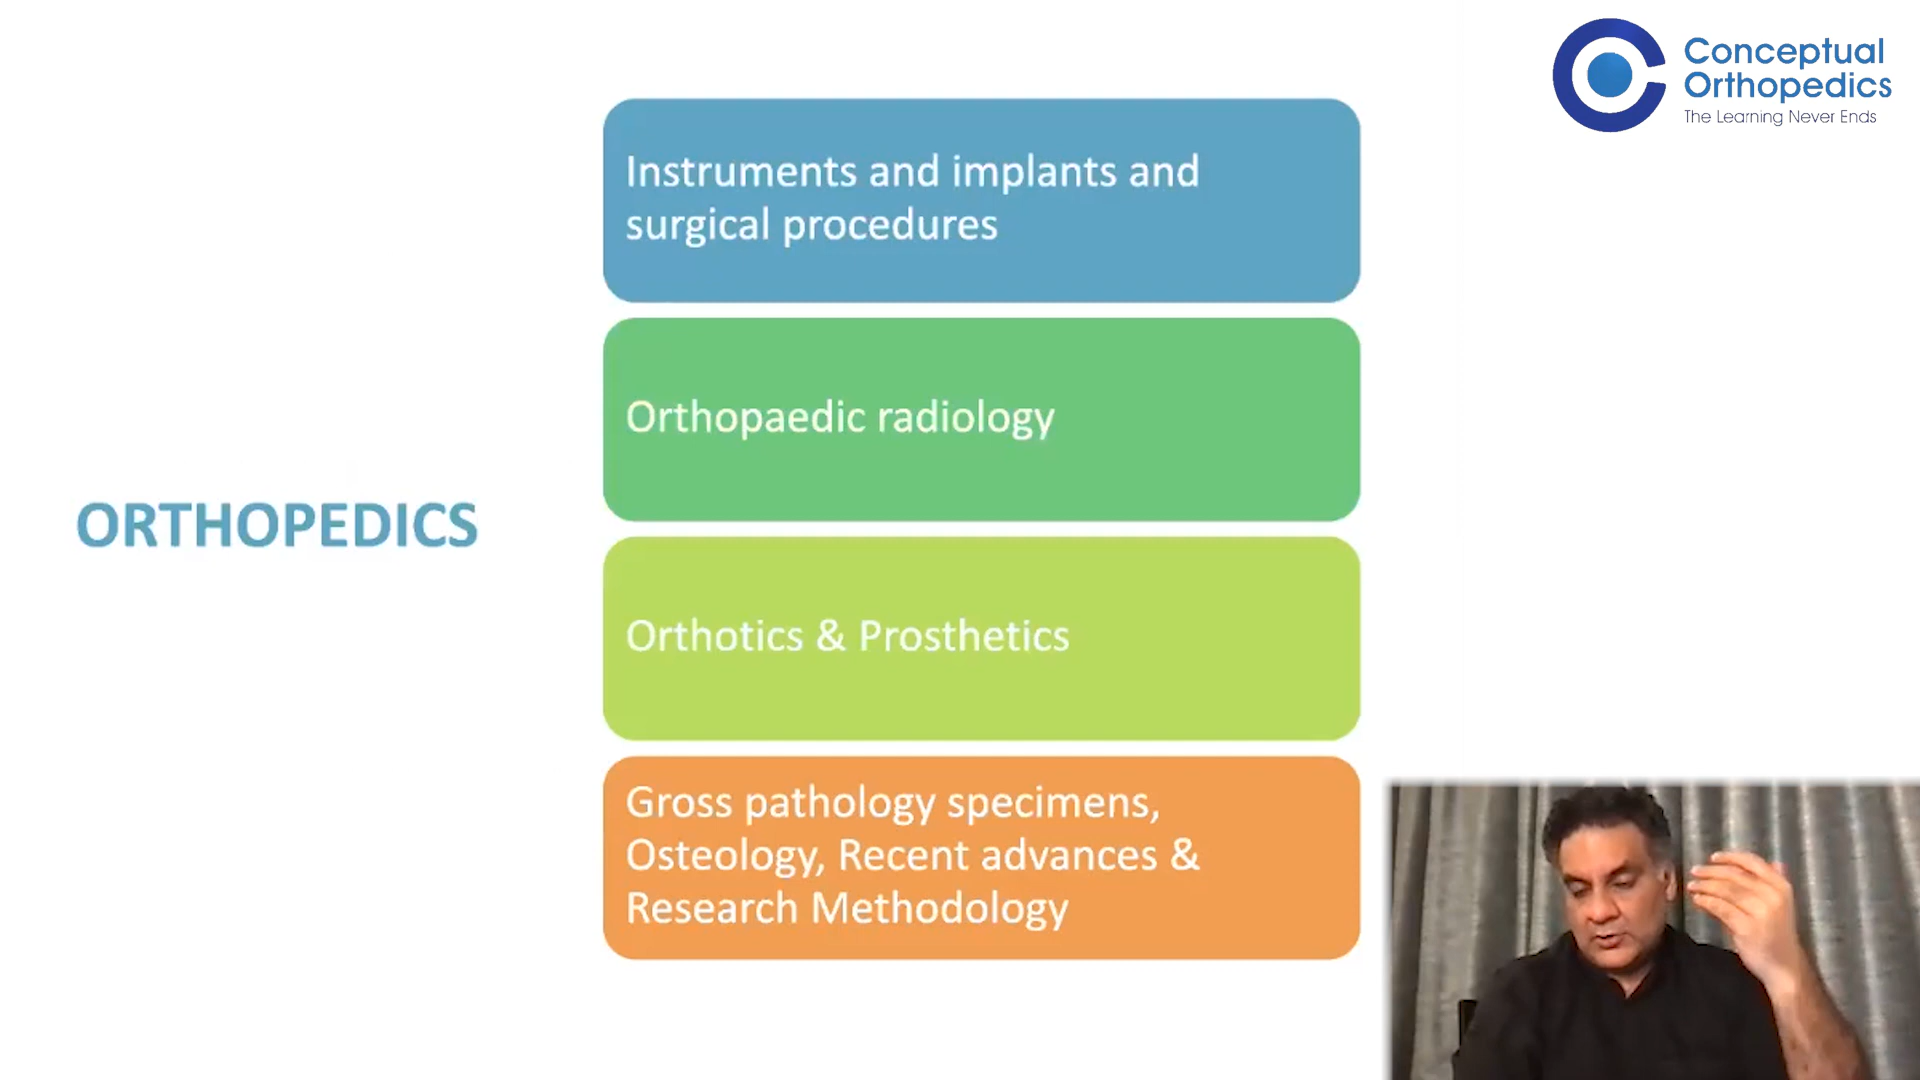 Conceptual
Orthopedics
The Learning Never Ends
Instruments and implants and
surgical procedures
Orthopaedic radiology
ORTHOPEDICS
Orthotics & Prosthetics
Gross pathology specimens,
Osteology, Recent advances &
Research Methodology